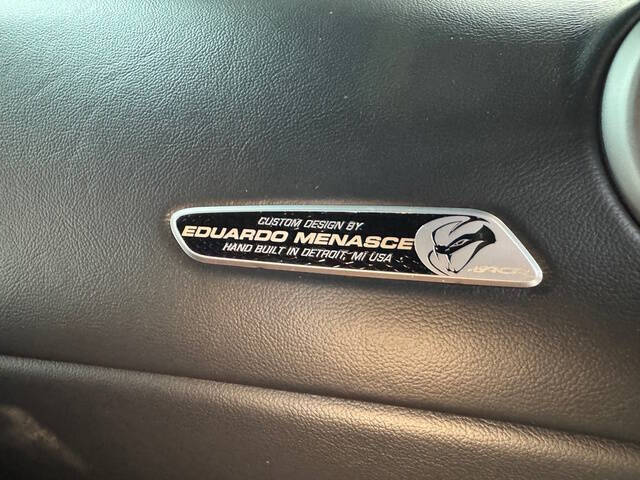 CUSTOM DESIGN BY
EDUARDO MENASCE
HAND BUILT IN DETROIT, MI USA